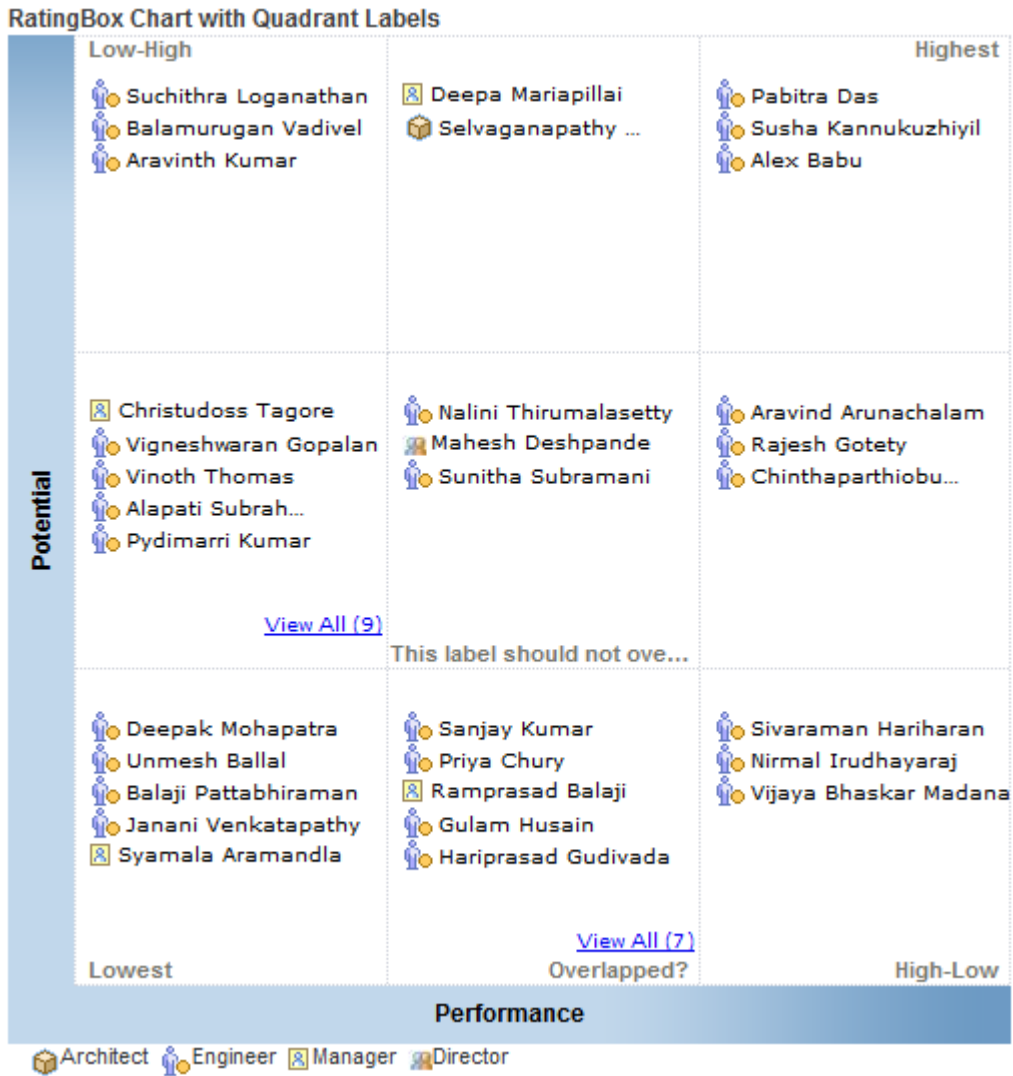 RatingBox Chart with Quadrant Labels
Low-High
Highest
Suchithra Loganathan
Balamurugan Vadivel
Aravinth Kumar
Deepa Mariapillai
Selvaganapathy ...
Pabitra Das
Susha Kannukuzhiyil
Alex Babu
Potential
Christudoss Tagore
Vigneshwaran Gopalan
Vinoth Thomas
Alapati Subrah...
Pydimarri Kumar
View All (9)
Nalini Thirumalasetty
Mahesh Deshpande
Sunitha Subramani
This label should not ove...
Aravind Arunachalam
Rajesh Gotety
Chinthaparthiobu...
Deepak Mohapatra
Unmesh Ballal
Balaji Pattabhiraman
Janani Venkatapathy
Syamala Aramandla
Lowest
Sanjay Kumar
Priya Chury
Ramprasad Balaji
Gulam Husain
Hariprasad Gudivada
View All (7)
Overlapped?
Sivaraman Hariharan
Nirmal Irudhayaraj
Vijaya Bhaskar Madana
High-Low
Performance
Architect Engineer Manager Director